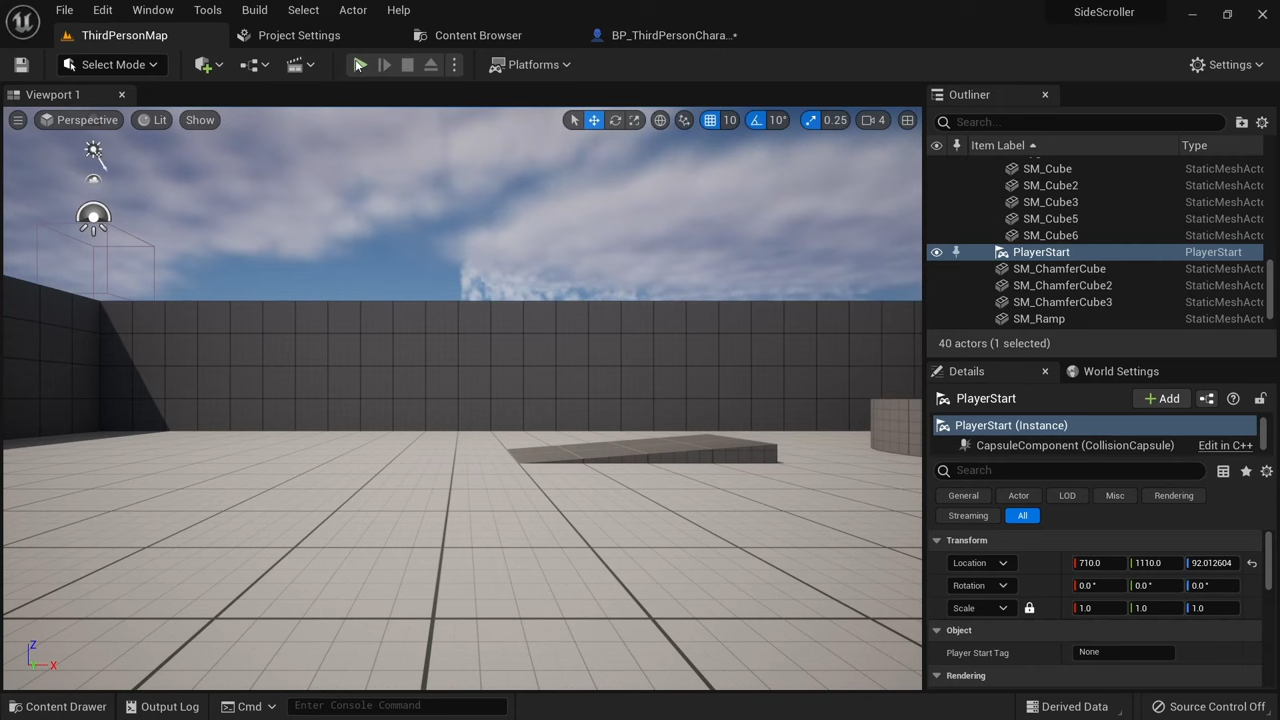 File Edit Window Tools Build Select Actor Help SideScroller
ThirdPersonMap Project Settings Content Browser BP_ThirdPersonChara...*
Select Mode Platforms Settings
Viewport 1
Perspective Lit Show 10 10° 0.25 4
Outliner
Search...
Item Label Type
SM_Cube StaticMeshActo
SM_Cube2 StaticMeshActo
SM_Cube3 StaticMeshActo
SM_Cube5 StaticMeshActo
SM_Cube6 StaticMeshActo
PlayerStart PlayerStart
SM_ChamferCube StaticMeshActo
SM_ChamferCube2 StaticMeshActo
SM_ChamferCube3 StaticMeshActo
SM_Ramp StaticMeshActo
40 actors (1 selected)
Details World Settings
PlayerStart Add
PlayerStart (Instance)
CapsuleComponent (CollisionCapsule) Edit in C++
Search
General Actor LOD Misc Rendering
Streaming All
Transform
Location 710.0 1110.0 92.012604
Rotation 0.0 ° 0.0 ° 0.0 °
Scale 1.0 1.0 1.0
Object
Player Start Tag None
Rendering
Z
Y X
Content Drawer Output Log Cmd Enter Console Command Derived Data Source Control Off